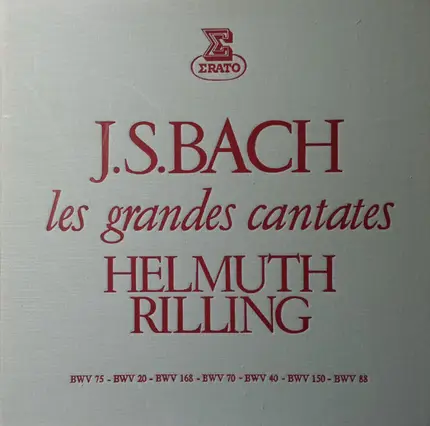 ΣRATO
J.S.BACH
les grandes cantates
HELMUTH
RILLING
BWV 75 - BWV 20 - BWV 168 - BWV 70 - BWV 40 - BWV 150 - BWV 88